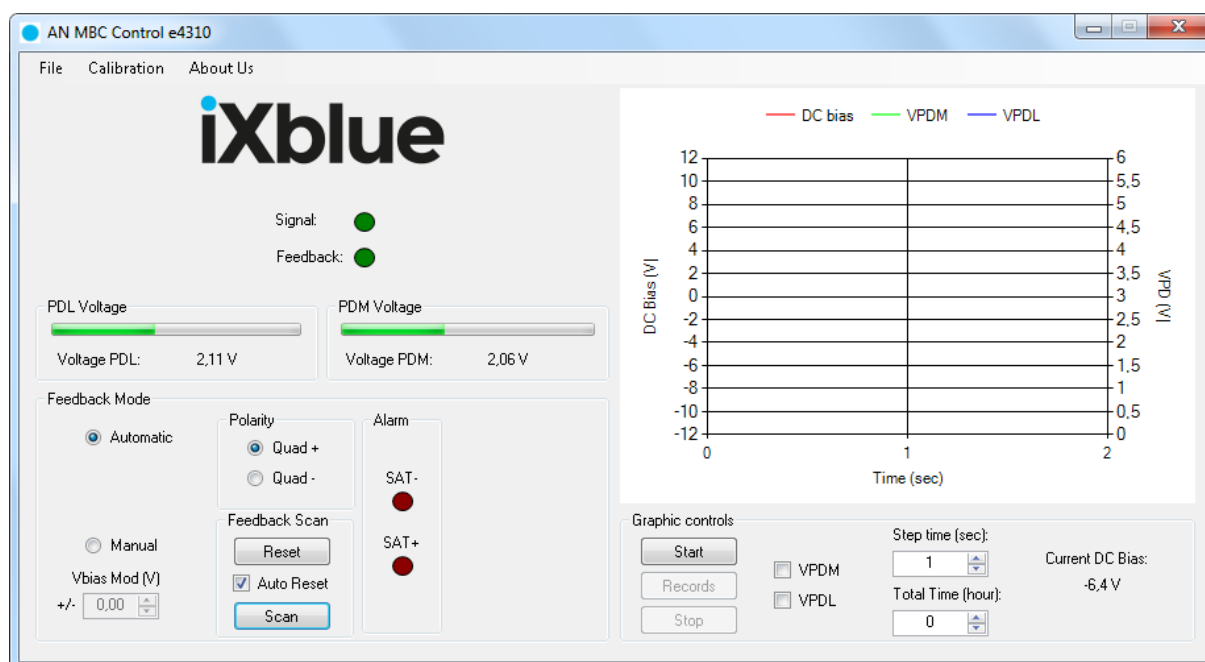 AN MBC Control e4310
File Calibration About Us
iXblue
Signal:
Feedback:
PDL Voltage
Voltage PDL: 2,11 V
PDM Voltage
Voltage PDM: 2,06 V
Feedback Mode
Automatic
Manual
Vbias Mod (V)
+/- 0,00
Polarity
Quad +
Quad -
Feedback Scan
Reset
Auto Reset
Scan
Alarm
SAT-
SAT+
DC bias VPDM VPDL
DC Bias (V)
12
10
8
6
4
2
0
-2
-4
-6
-8
-10
-12
6
5,5
5
4,5
4
3,5
3
2,5
2
1,5
1
0,5
0
VPD (V)
0 1 2
Time (sec)
Graphic controls
Start
Records
Stop
VPDM
VPDL
Step time (sec):
1
Total Time (hour):
0
Current DC Bias:
-6,4 V